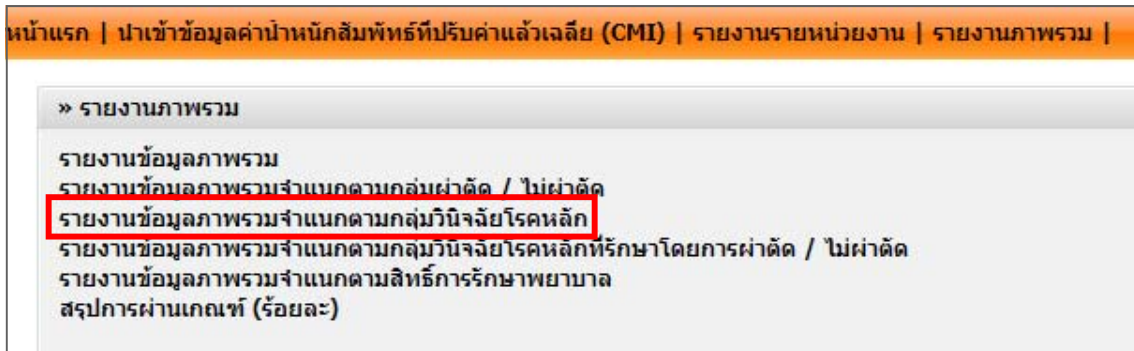 หน้าแรก | นำเข้าข้อมูลค่าน้ำหนักสัมพัทธ์ที่ปรับค่าแล้วเฉลี่ย (CMI) | รายงานรายหน่วยงาน | รายงานภาพรวม |
» รายงานภาพรวม
รายงานข้อมูลภาพรวม
รายงานข้อมูลภาพรวมจำแนกตามกลุ่มผ่าตัด / ไม่ผ่าตัด
รายงานข้อมูลภาพรวมจำแนกตามกลุ่มวินิจฉัยโรคหลัก
รายงานข้อมูลภาพรวมจำแนกตามกลุ่มวินิจฉัยโรคหลักที่รักษาโดยการผ่าตัด / ไม่ผ่าตัด
รายงานข้อมูลภาพรวมจำแนกตามสิทธิ์การรักษาพยาบาล
สรุปการผ่านเกณฑ์ (ร้อยละ)